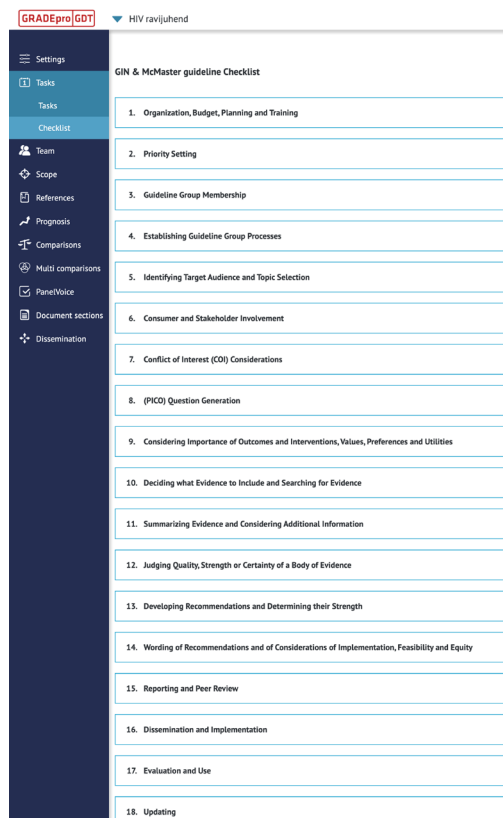 GRADEpro GDT
HIV ravijuhend
Settings
Tasks
Tasks
Checklist
Team
Scope
References
Prognosis
Comparisons
Multi comparisons
PanelVoice
Document sections
Dissemination
GIN & McMaster guideline Checklist
1. Organization, Budget, Planning and Training
2. Priority Setting
3. Guideline Group Membership
4. Establishing Guideline Group Processes
5. Identifying Target Audience and Topic Selection
6. Consumer and Stakeholder Involvement
7. Conflict of Interest (COI) Considerations
8. (PICO) Question Generation
9. Considering Importance of Outcomes and Interventions, Values, Preferences and Utilities
10. Deciding what Evidence to Include and Searching for Evidence
11. Summarizing Evidence and Considering Additional Information
12. Judging Quality, Strength or Certainty of a Body of Evidence
13. Developing Recommendations and Determining their Strength
14. Wording of Recommendations and of Considerations of Implementation, Feasibility and Equity
15. Reporting and Peer Review
16. Dissemination and Implementation
17. Evaluation and Use
18. Updating